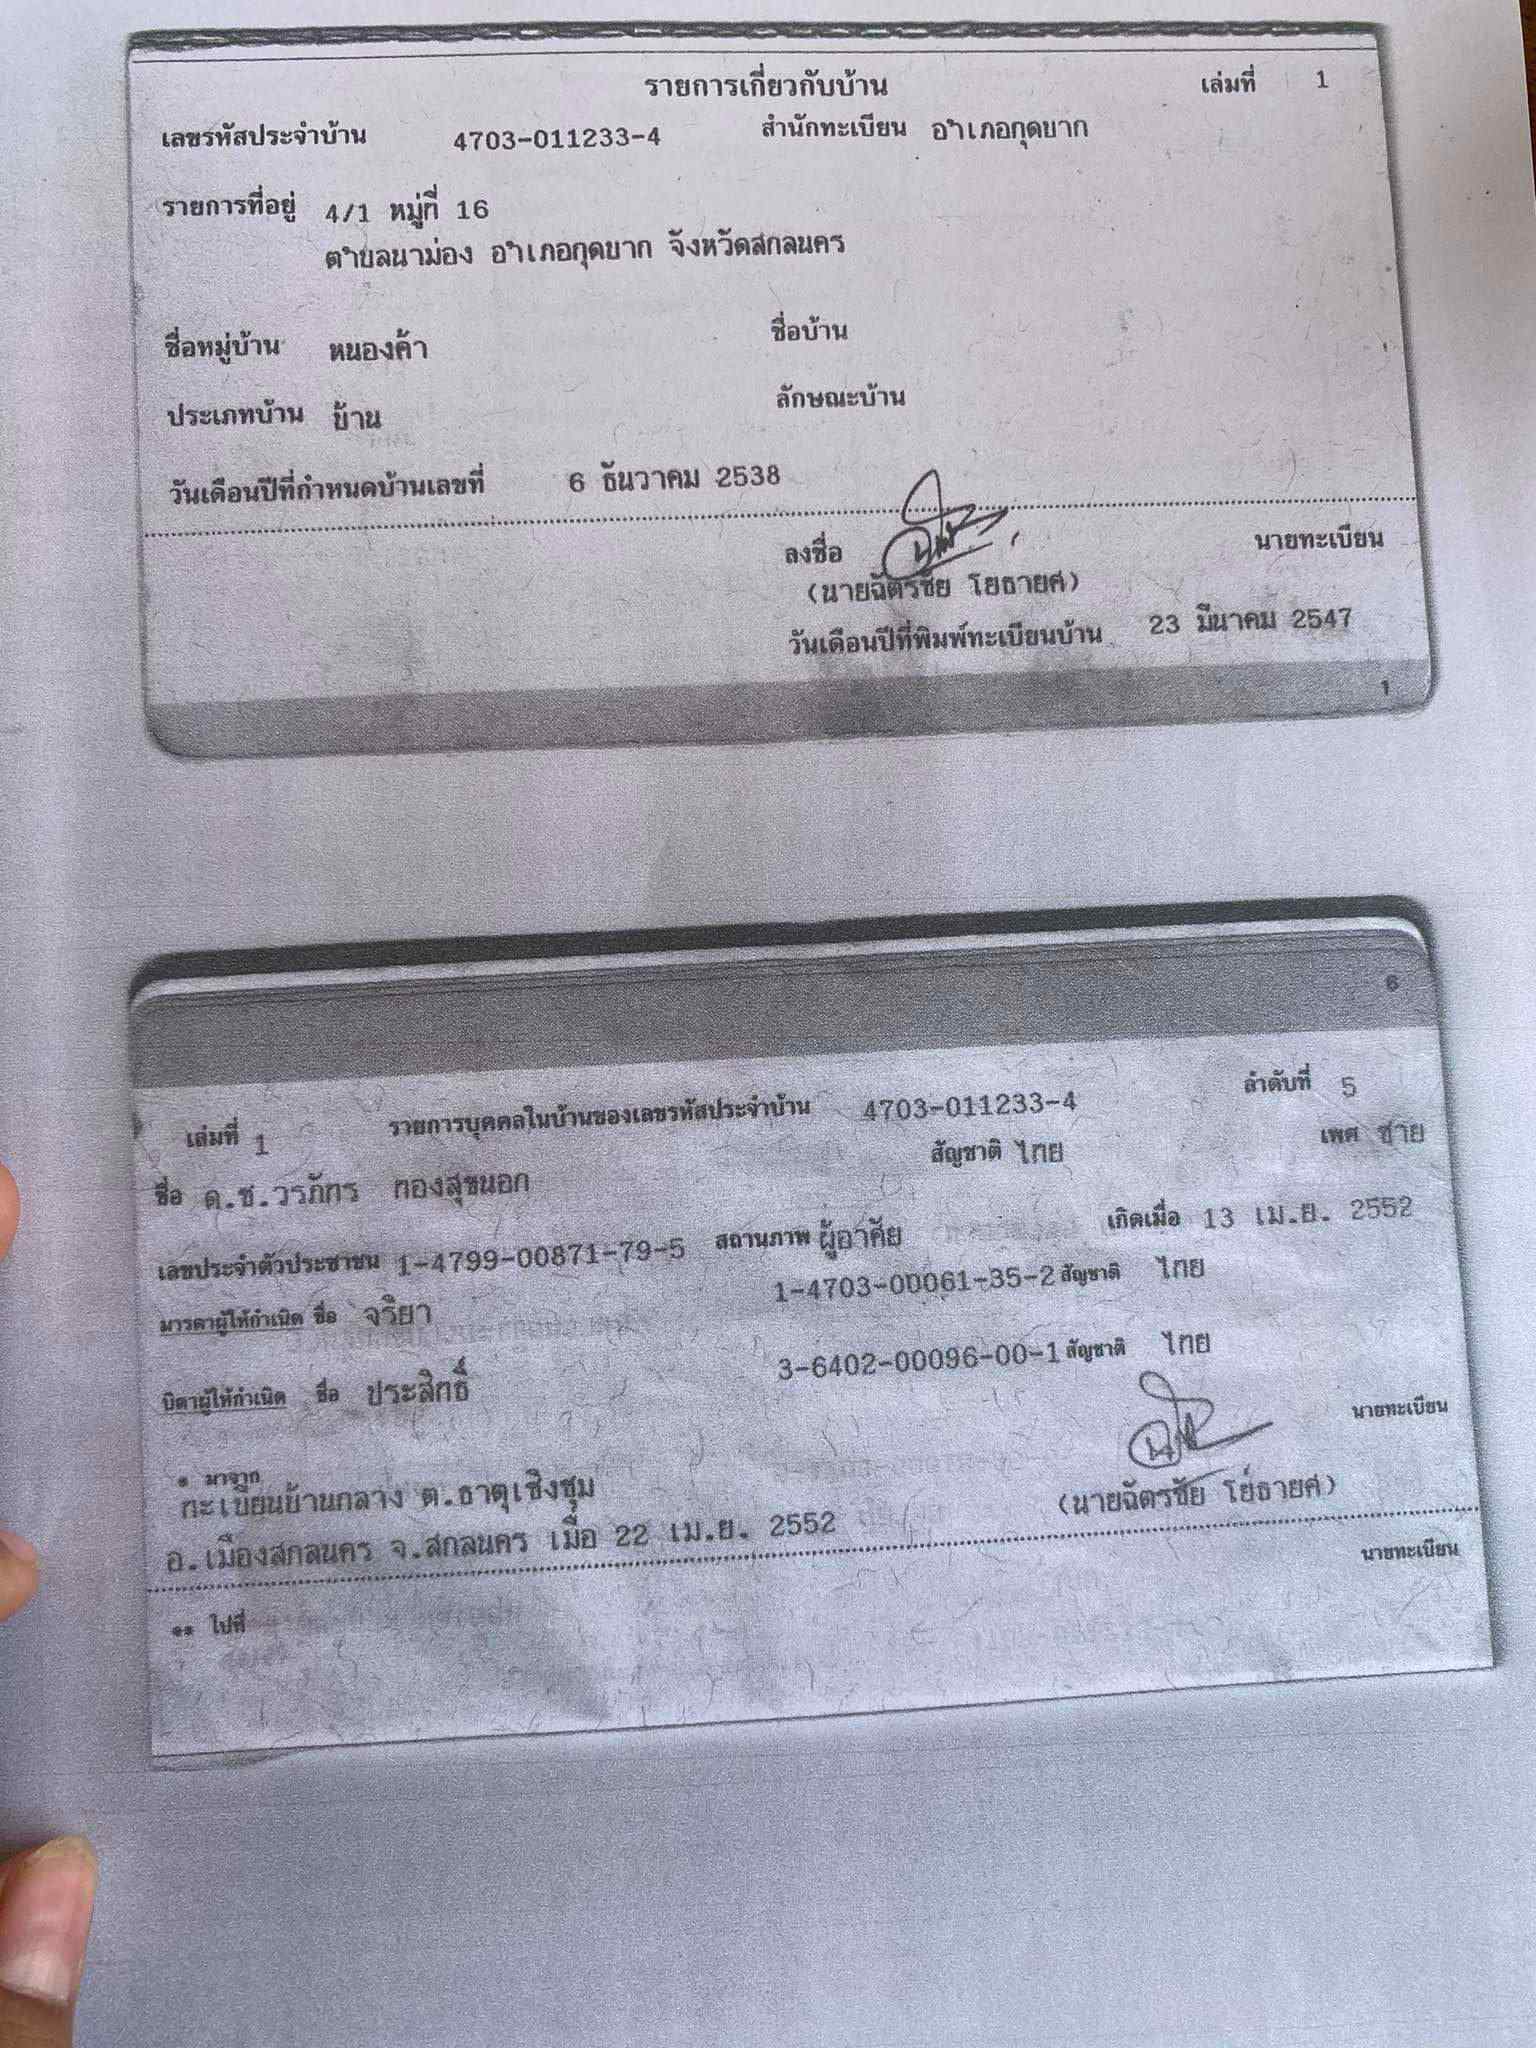 รายการเกี่ยวกับบ้าน เล่มที่ 1
เลขรหัสประจำบ้าน 4703-011233-4 สำนักทะเบียน อำเภอกุดบาก
รายการที่อยู่ 4/1 หมู่ที่ 16
ตำบลนาม่อง อำเภอกุดบาก จังหวัดสกลนคร
ชื่อหมู่บ้าน หนองค้า ชื่อบ้าน
ประเภทบ้าน บ้าน ลักษณะบ้าน
วันเดือนปีที่กำหนดบ้านเลขที่ 6 ธันวาคม 2538
ลงชื่อ นายทะเบียน
(นายฉัตรชัย โยธายศ)
วันเดือนปีที่พิมพ์ทะเบียนบ้าน 23 มีนาคม 2547
1
6
เล่มที่ 1 รายการบุคคลในบ้านของเลขรหัสประจำบ้าน 4703-011233-4 ลำดับที่ 5
ชื่อ ด.ช.วรภัทร ทองสุขนอก สัญชาติ ไทย เพศ ชาย
เลขประจำตัวประชาชน 1-4799-00871-79-5 สถานภาพ ผู้อาศัย เกิดเมื่อ 13 เม.ย. 2552
มารดาผู้ให้กำเนิด ชื่อ จริยา 1-4703-00061-35-2 สัญชาติ ไทย
บิดาผู้ให้กำเนิด ชื่อ ประสิทธิ์ 3-6402-00096-00-1 สัญชาติ ไทย
* มาจาก นายทะเบียน
ทะเบียนบ้านกลาง ต.ธาตุเชิงชุม (นายฉัตรชัย โยธายศ)
อ.เมืองสกลนคร จ.สกลนคร เมื่อ 22 เม.ย. 2552
** ไปที่ นายทะเบียน